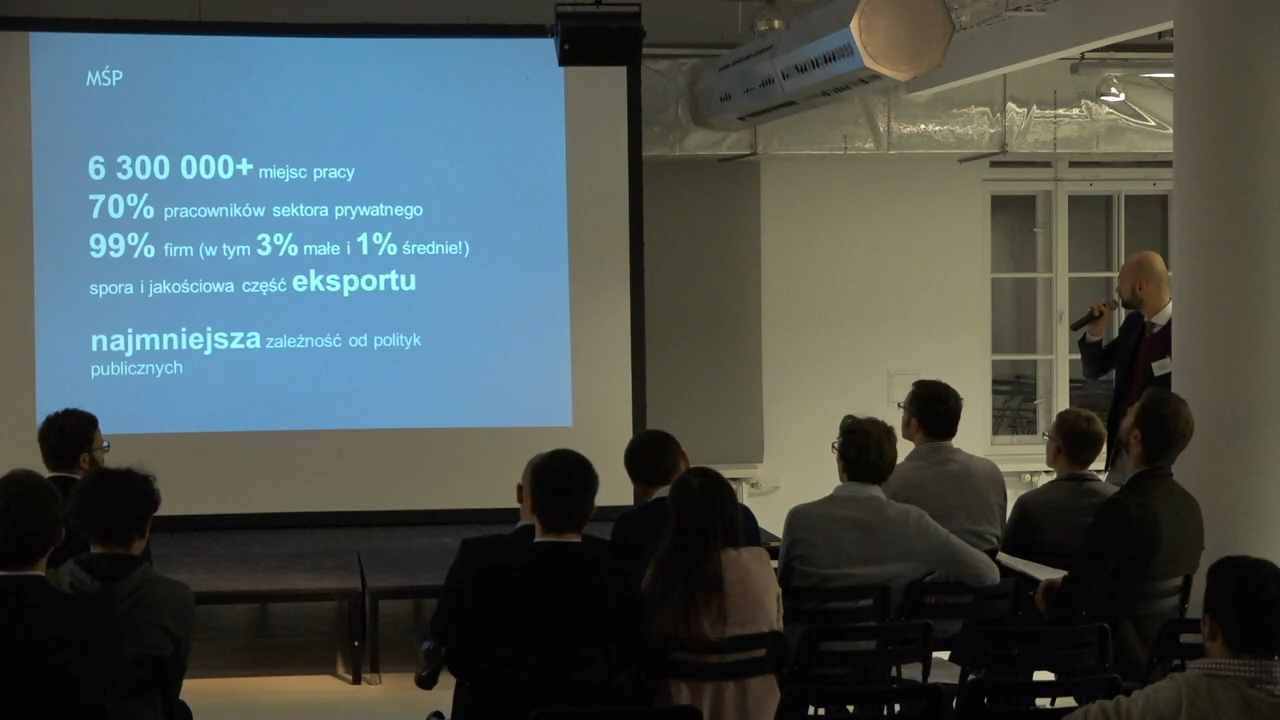 MŚP
6 300 000+ miejsc pracy
70% pracowników sektora prywatnego
99% firm (w tym 3% małe i 1% średnie!)
spora i jakościowa część eksportu
najmniejsza zależność od polityk
publicznych